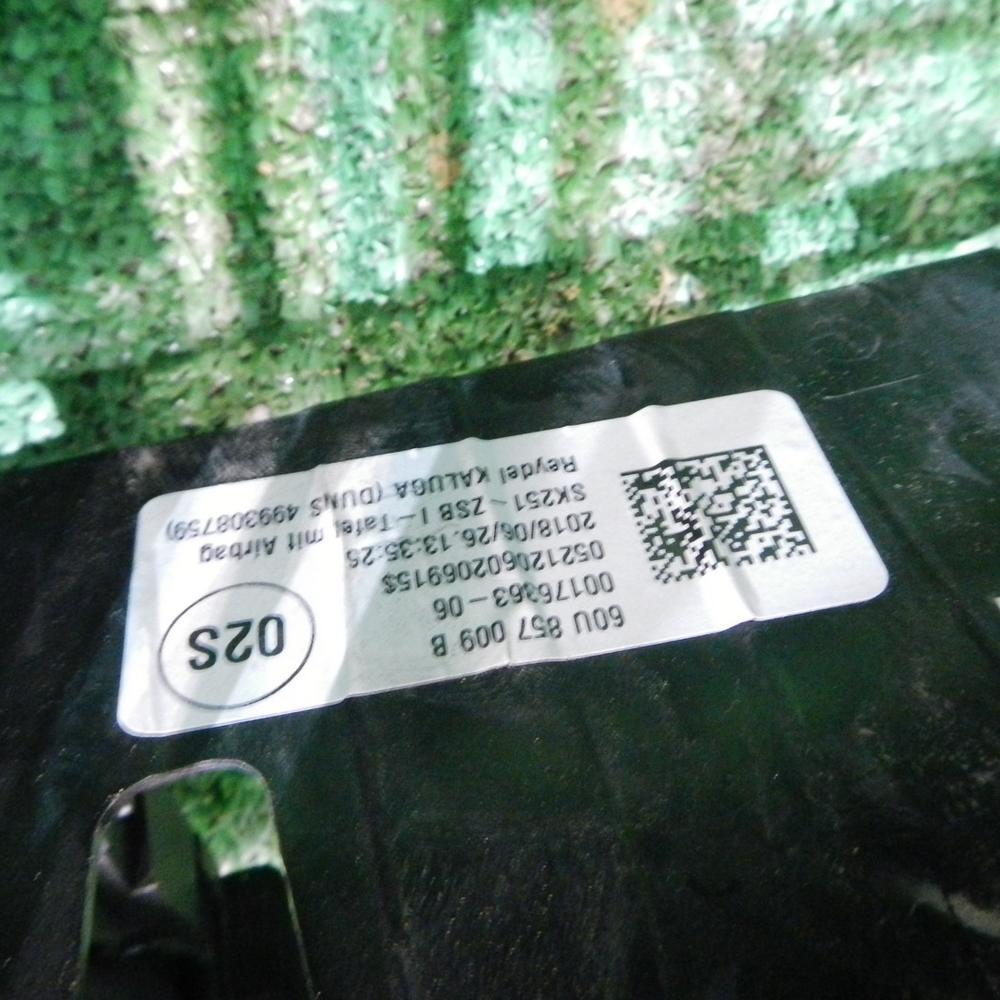 60U 857 009 B
00176363-06
05212060206915$
2018/06/26.13:35:25
SK251 - ZSB I-Tafel mit Airbag
Reydel KALUGA (DUNS 499308759)
02S